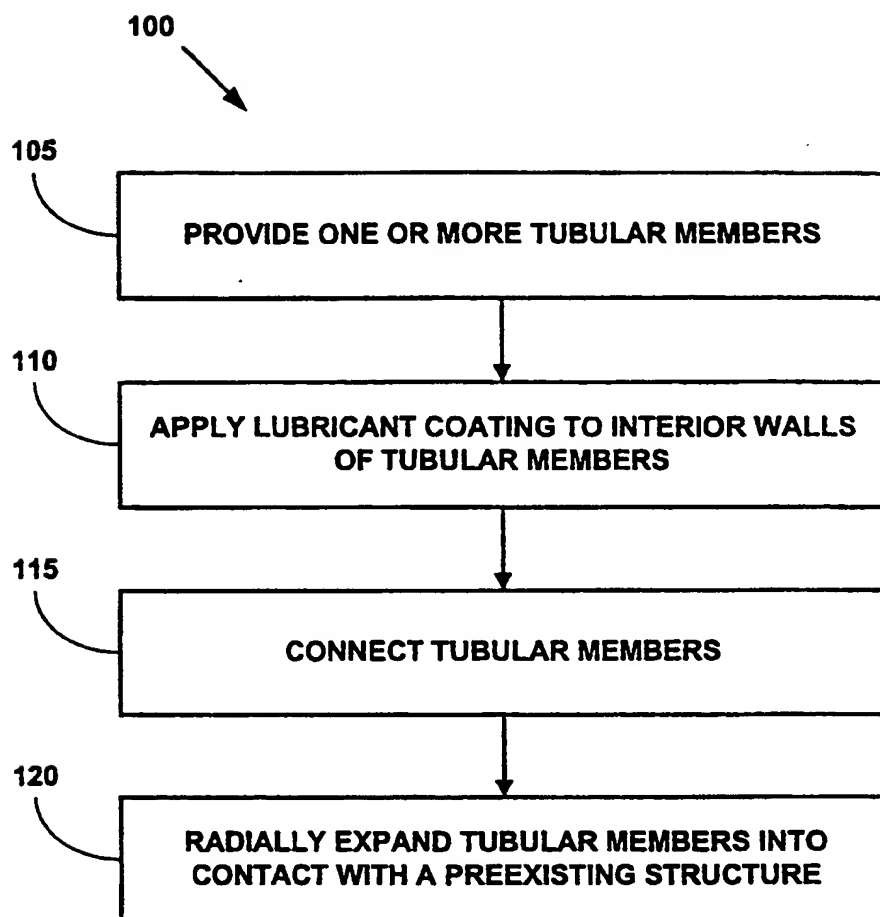 100
105
PROVIDE ONE OR MORE TUBULAR MEMBERS
110
APPLY LUBRICANT COATING TO INTERIOR WALLS
OF TUBULAR MEMBERS
115
CONNECT TUBULAR MEMBERS
120
RADIALLY EXPAND TUBULAR MEMBERS INTO
CONTACT WITH A PREEXISTING STRUCTURE